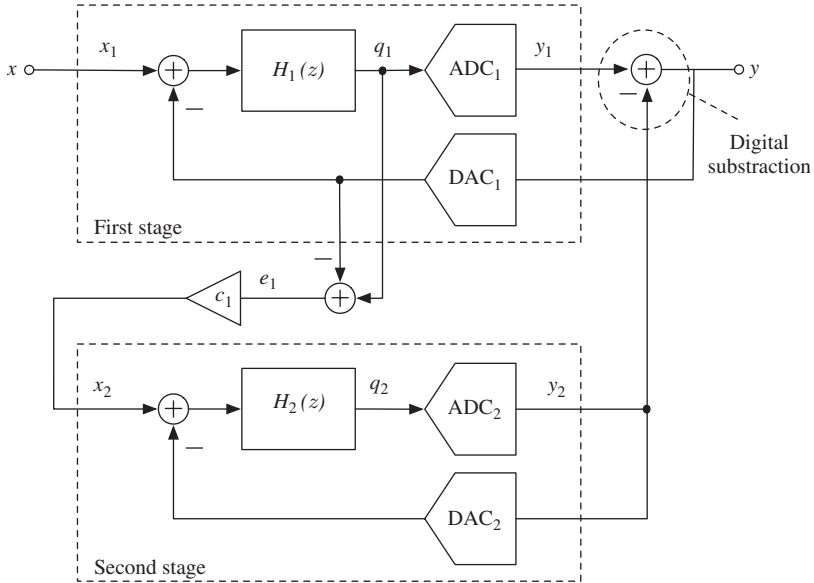 x
x₁
H₁(z)
q₁
ADC₁
y₁
y
DAC₁
Digital
substraction
First stage
c₁
e₁
x₂
H₂(z)
q₂
ADC₂
y₂
DAC₂
Second stage